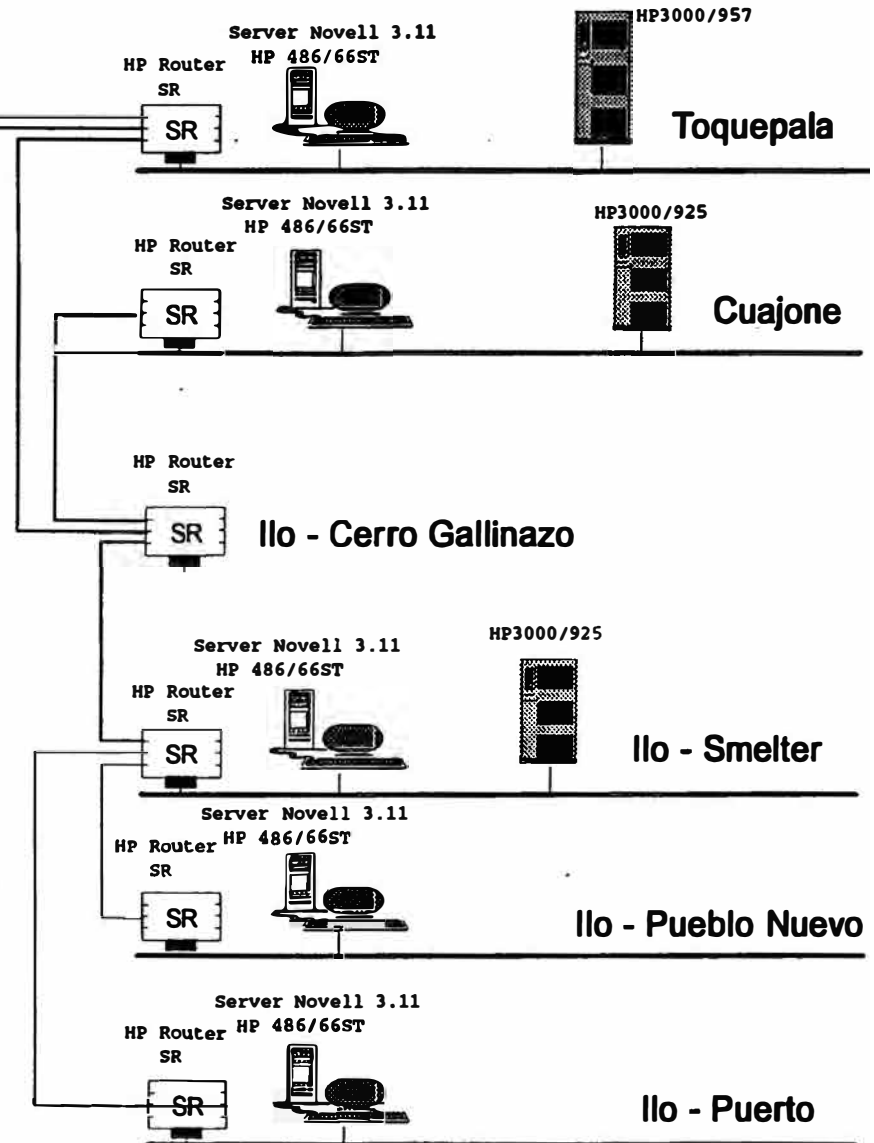 HP3000/957
Server Novell 3.11
HP 486/66ST
HP Router
SR
SR
Toquepala
Server Novell 3.11
HP 486/66ST
HP3000/925
HP Router
SR
SR
Cuajone
HP Router
SR
SR
Ilo - Cerro Gallinazo
HP3000/925
Server Novell 3.11
HP 486/66ST
HP Router
SR
SR
Ilo - Smelter
Server Novell 3.11
HP 486/66ST
HP Router
SR
SR
Ilo - Pueblo Nuevo
Server Novell 3.11
HP 486/66ST
HP Router
SR
SR
Ilo - Puerto